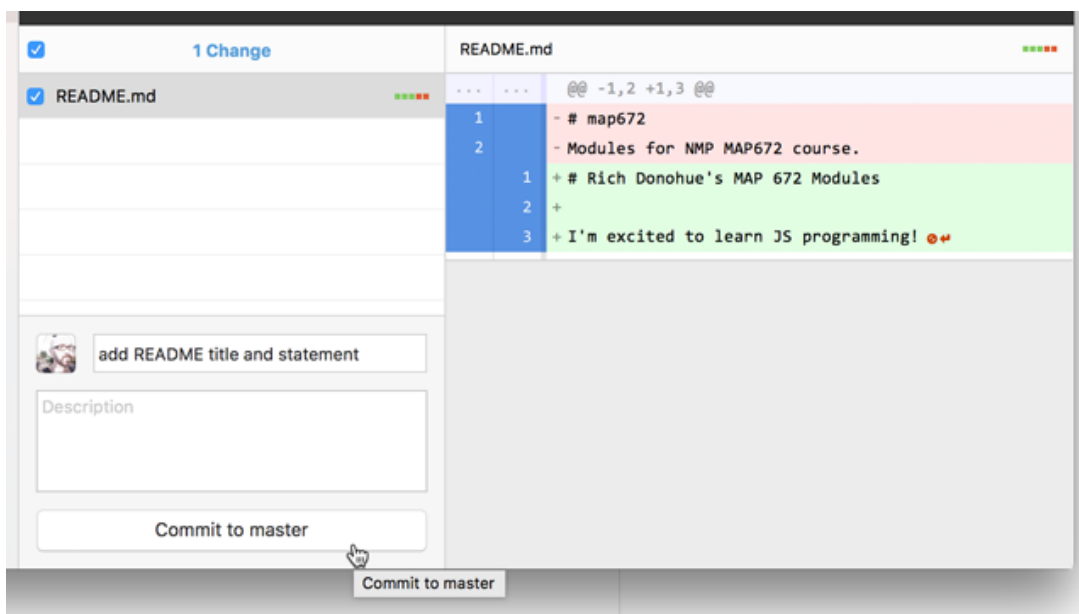 1 Change
README.md
add README title and statement
Description
Commit to master
Commit to master
README.md
... ... @@ -1,2 +1,3 @@
1 - # map672
2 - Modules for NMP MAP672 course.
1 + # Rich Donohue's MAP 672 Modules
2 +
3 + I'm excited to learn JS programming!